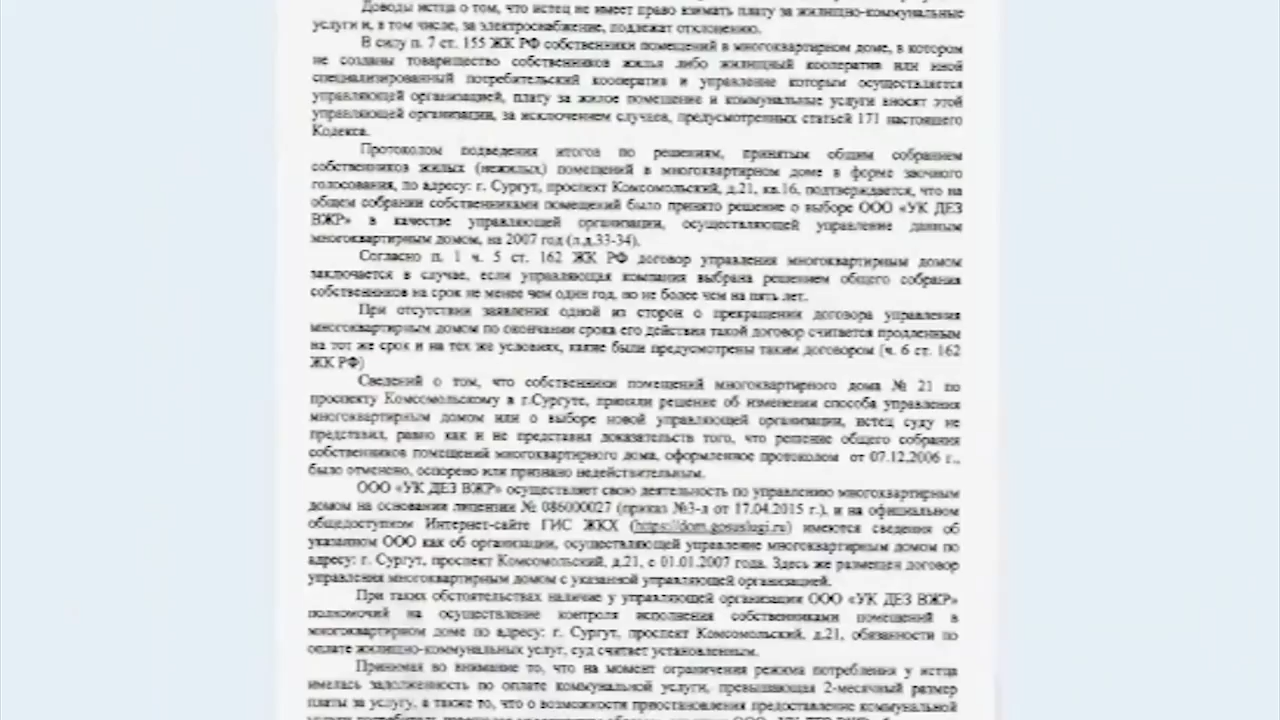 Доводы истца о том, что истец не имеет право взимать плату за жилищно-коммунальные
услуги и, в том числе, за электроснабжение, подлежат отклонению.
В силу п. 7 ст. 155 ЖК РФ собственники помещений в многоквартирном доме, в котором
не созданы товарищество собственников жилья либо жилищный кооператив или иной
специализированный потребительский кооператив и управление которым осуществляется
управляющей организацией, плату за жилое помещение и коммунальные услуги вносят этой
управляющей организации, за исключением случаев, предусмотренных статьей 171 настоящего
Кодекса.
Протоколом подведения итогов по решениям, принятым общим собранием
собственников жилых (нежилых) помещений в многоквартирном доме в форме заочного
голосования, по адресу: г. Сургут, проспект Комсомольский, д.21, кв.16, подтверждается, что на
общем собрании собственниками помещений было принято решение о выборе ООО «УК ДЕЗ
ВЖР» в качестве управляющей организации, осуществляющей управление данным
многоквартирным домом, на 2007 год (л.д.33-34).
Согласно п. 1 ч. 5 ст. 162 ЖК РФ договор управления многоквартирным домом
заключается в случае, если управляющая компания выбрана решением общего собрания
собственников на срок не менее чем один год, но не более чем на пять лет.
При отсутствии заявления одной из сторон о прекращении договора управления
многоквартирным домом по окончании срока его действия такой договор считается продленным
на тот же срок и на тех же условиях, какие были предусмотрены таким договором (ч. 6 ст. 162
ЖК РФ)
Сведений о том, что собственники помещений многоквартирного дома № 21 по
проспекту Комсомольскому в г.Сургуте, приняли решение об изменении способа управления
многоквартирным домом или о выборе новой управляющей организации, истец суду не
представил, равно как и не представил доказательств того, что решение общего собрания
собственников помещений многоквартирного дома, оформленное протоколом от 07.12.2006 г.,
было отменено, оспорено или признано недействительным.
ООО «УК ДЕЗ ВЖР» осуществляет свою деятельность по управлению многоквартирным
домом на основании лицензии № 086000027 (приказ №3-л от 17.04.2015 г.), и на официальном
общедоступном Интернет-сайте ГИС ЖКХ (https://dom.gosuslugi.ru) имеются сведения об
указанном ООО как об организации, осуществляющей управление многоквартирным домом по
адресу: г. Сургут, проспект Комсомольский, д.21, с 01.01.2007 года. Здесь же размещен договор
управления многоквартирным домом с указанной управляющей организацией.
При таких обстоятельствах наличие у управляющей организации ООО «УК ДЕЗ ВЖР»
полномочий на осуществление контроля исполнения собственниками помещений в
многоквартирном доме по адресу: г. Сургут, проспект Комсомольский, д.21, обязанности по
оплате жилищно-коммунальных услуг, суд считает установленным.
Принимая во внимание то, что на момент ограничения режима потребления у истца
имелась задолженность по оплате коммунальной услуги, превышающая 2-месячный размер
платы за услугу, а также то, что о возможности приостановления предоставление коммунальной